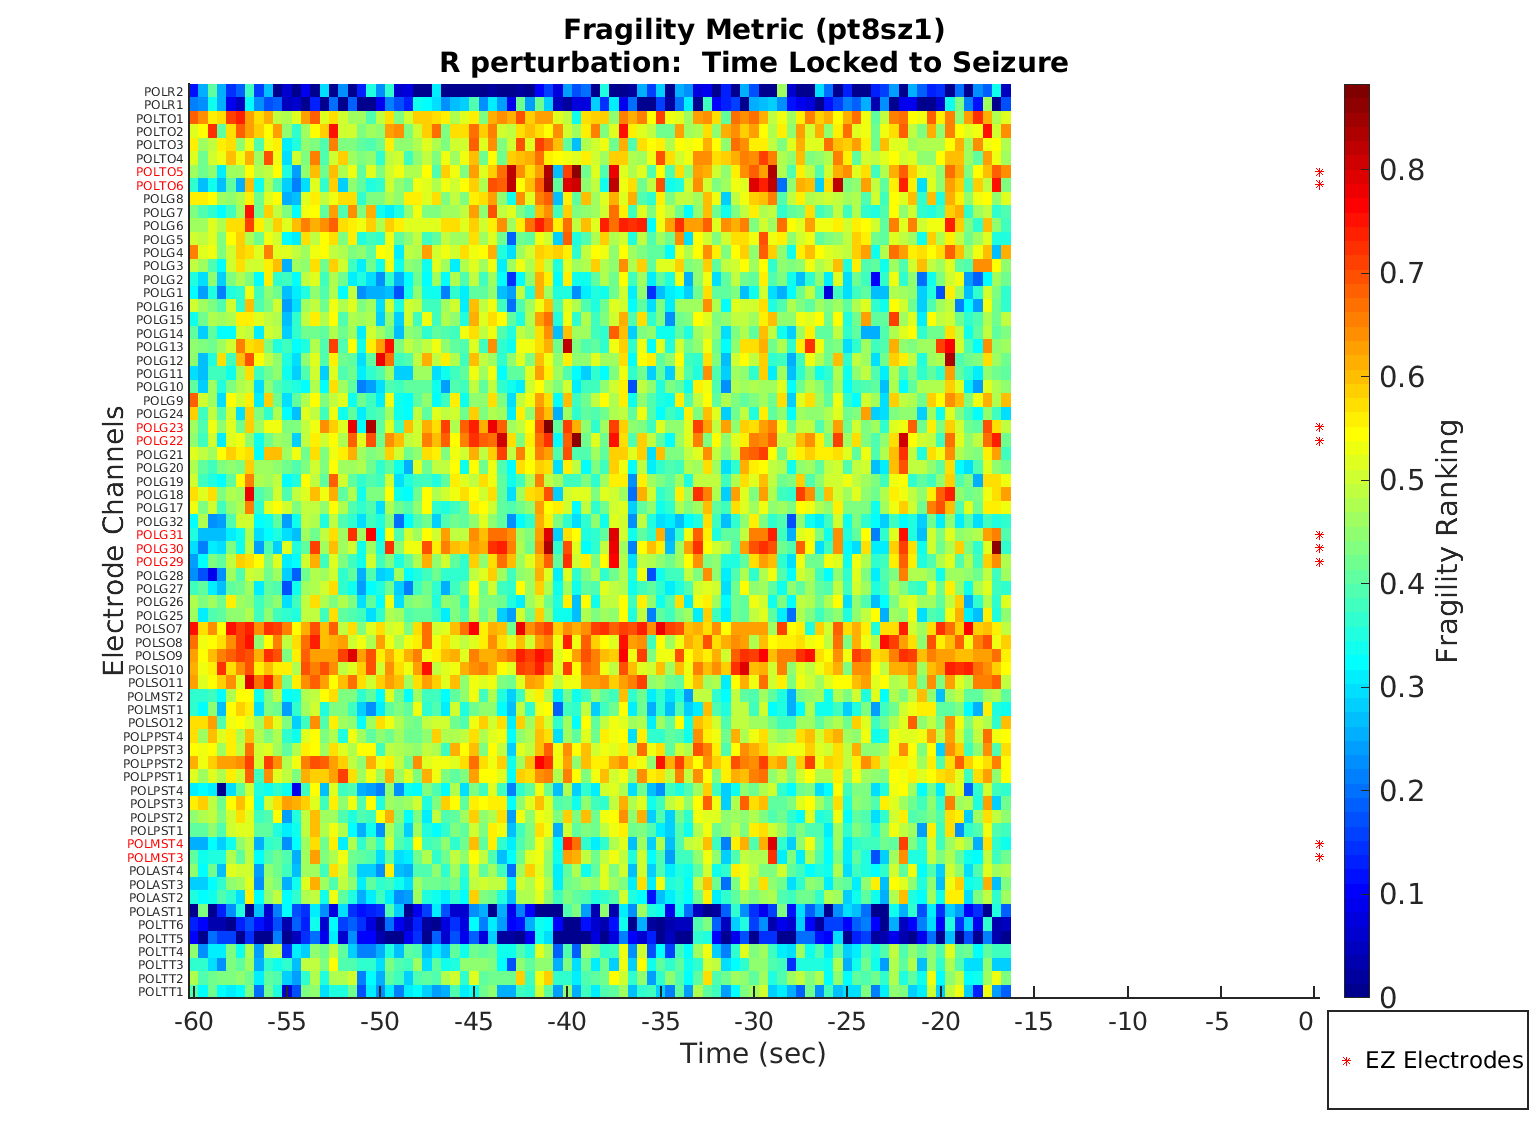 Fragility Metric (pt8sz1)
R perturbation:  Time Locked to Seizure
Electrode Channels
POLR2
POLR1
POLTO1
POLTO2
POLTO3
POLTO4
POLTO5
POLTO6
POLG8
POLG7
POLG6
POLG5
POLG4
POLG3
POLG2
POLG1
POLG16
POLG15
POLG14
POLG13
POLG12
POLG11
POLG10
POLG9
POLG24
POLG23
POLG22
POLG21
POLG20
POLG19
POLG18
POLG17
POLG32
POLG31
POLG30
POLG29
POLG28
POLG27
POLG26
POLG25
POLSO7
POLSO8
POLSO9
POLSO10
POLSO11
POLMST2
POLMST1
POLSO12
POLPPST4
POLPPST3
POLPPST2
POLPPST1
POLPST4
POLPST3
POLPST2
POLPST1
POLMST4
POLMST3
POLAST4
POLAST3
POLAST2
POLAST1
POLTT6
POLTT5
POLTT4
POLTT3
POLTT2
POLTT1
-60 -55 -50 -45 -40 -35 -30 -25 -20 -15 -10 -5 0
Time (sec)
0.8
0.7
0.6
0.5
0.4
0.3
0.2
0.1
0
Fragility Ranking
EZ Electrodes